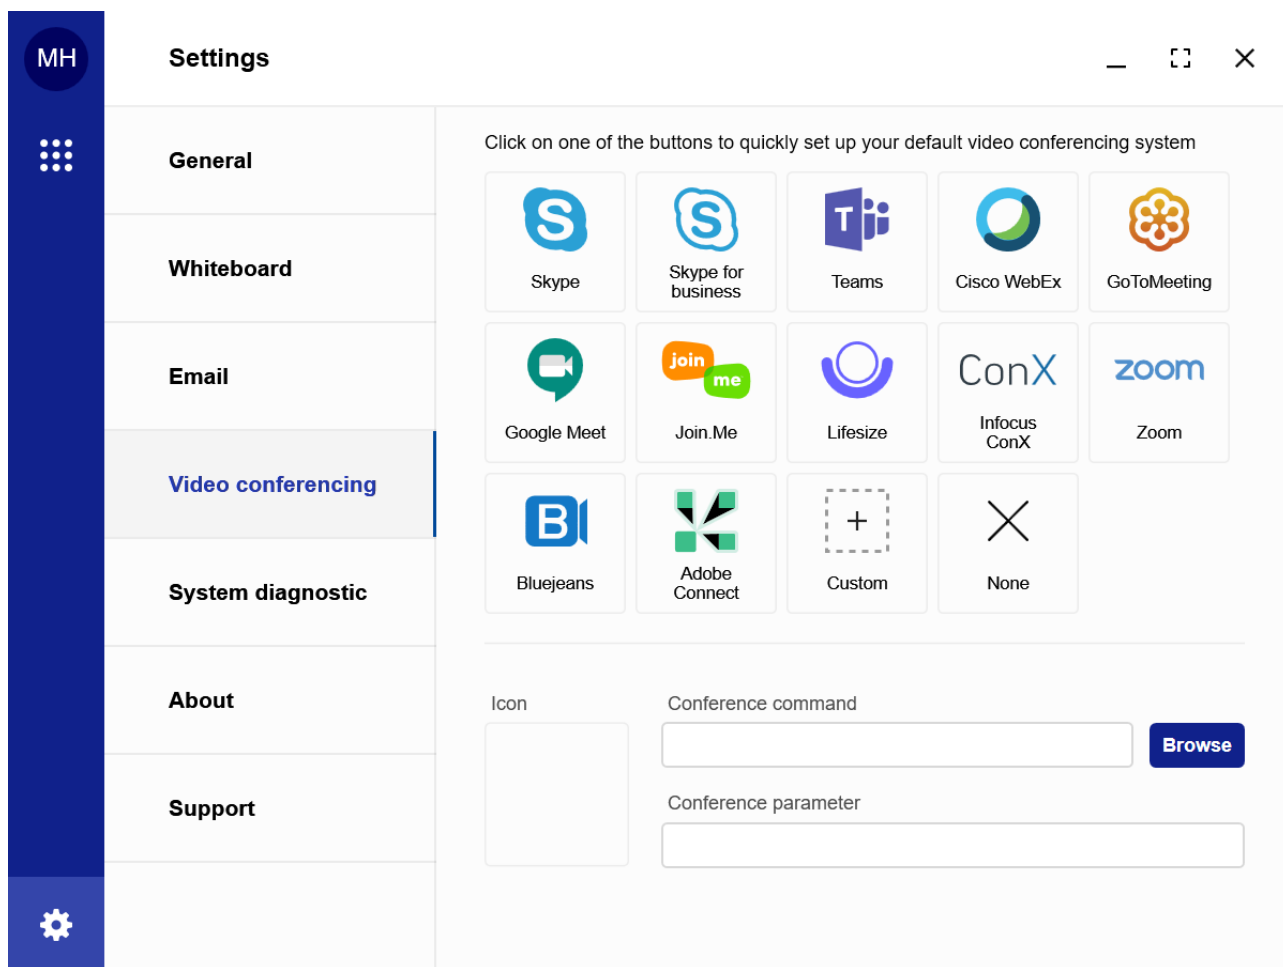 MH
Settings
General
Whiteboard
Email
Video conferencing
System diagnostic
About
Support
Click on one of the buttons to quickly set up your default video conferencing system
S
Skype
S
Skype for
business
T
Teams
Cisco WebEx
GoToMeeting
Google Meet
join
me
Join.Me
Lifesize
ConX
Infocus
ConX
zoom
Zoom
B
Bluejeans
Adobe
Connect
Custom
None
Icon
Conference command
Browse
Conference parameter